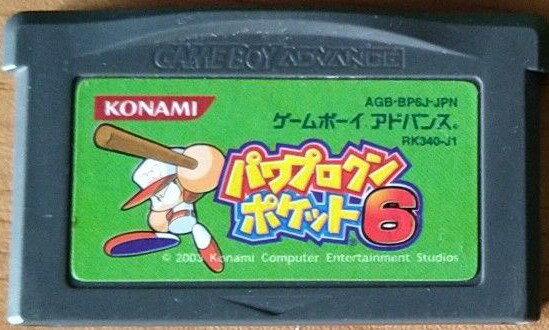 GAME BOY ADVANCE
KONAMI
AGB-BP6J-JPN
ゲームボーイ アドバンス®
RK340-J1
パワプロクン
ポケット6
© 2003 Konami Computer Entertainment Studios